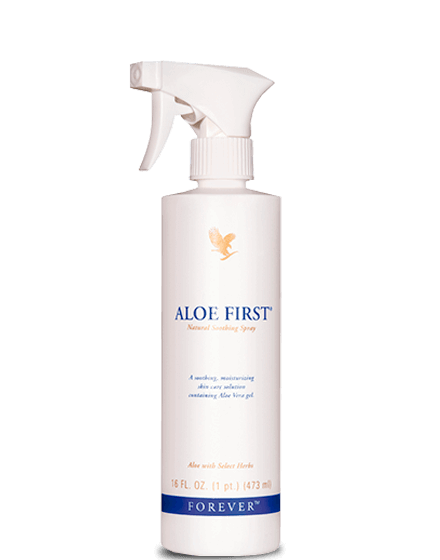 ALOE FIRST®
Natural Soothing Spray
A soothing, moisturizing
skin care solution
containing Aloe Vera gel.
Aloe with Select Herbs
16 FL. OZ. (1 pt.) (473 ml)
FOREVER™